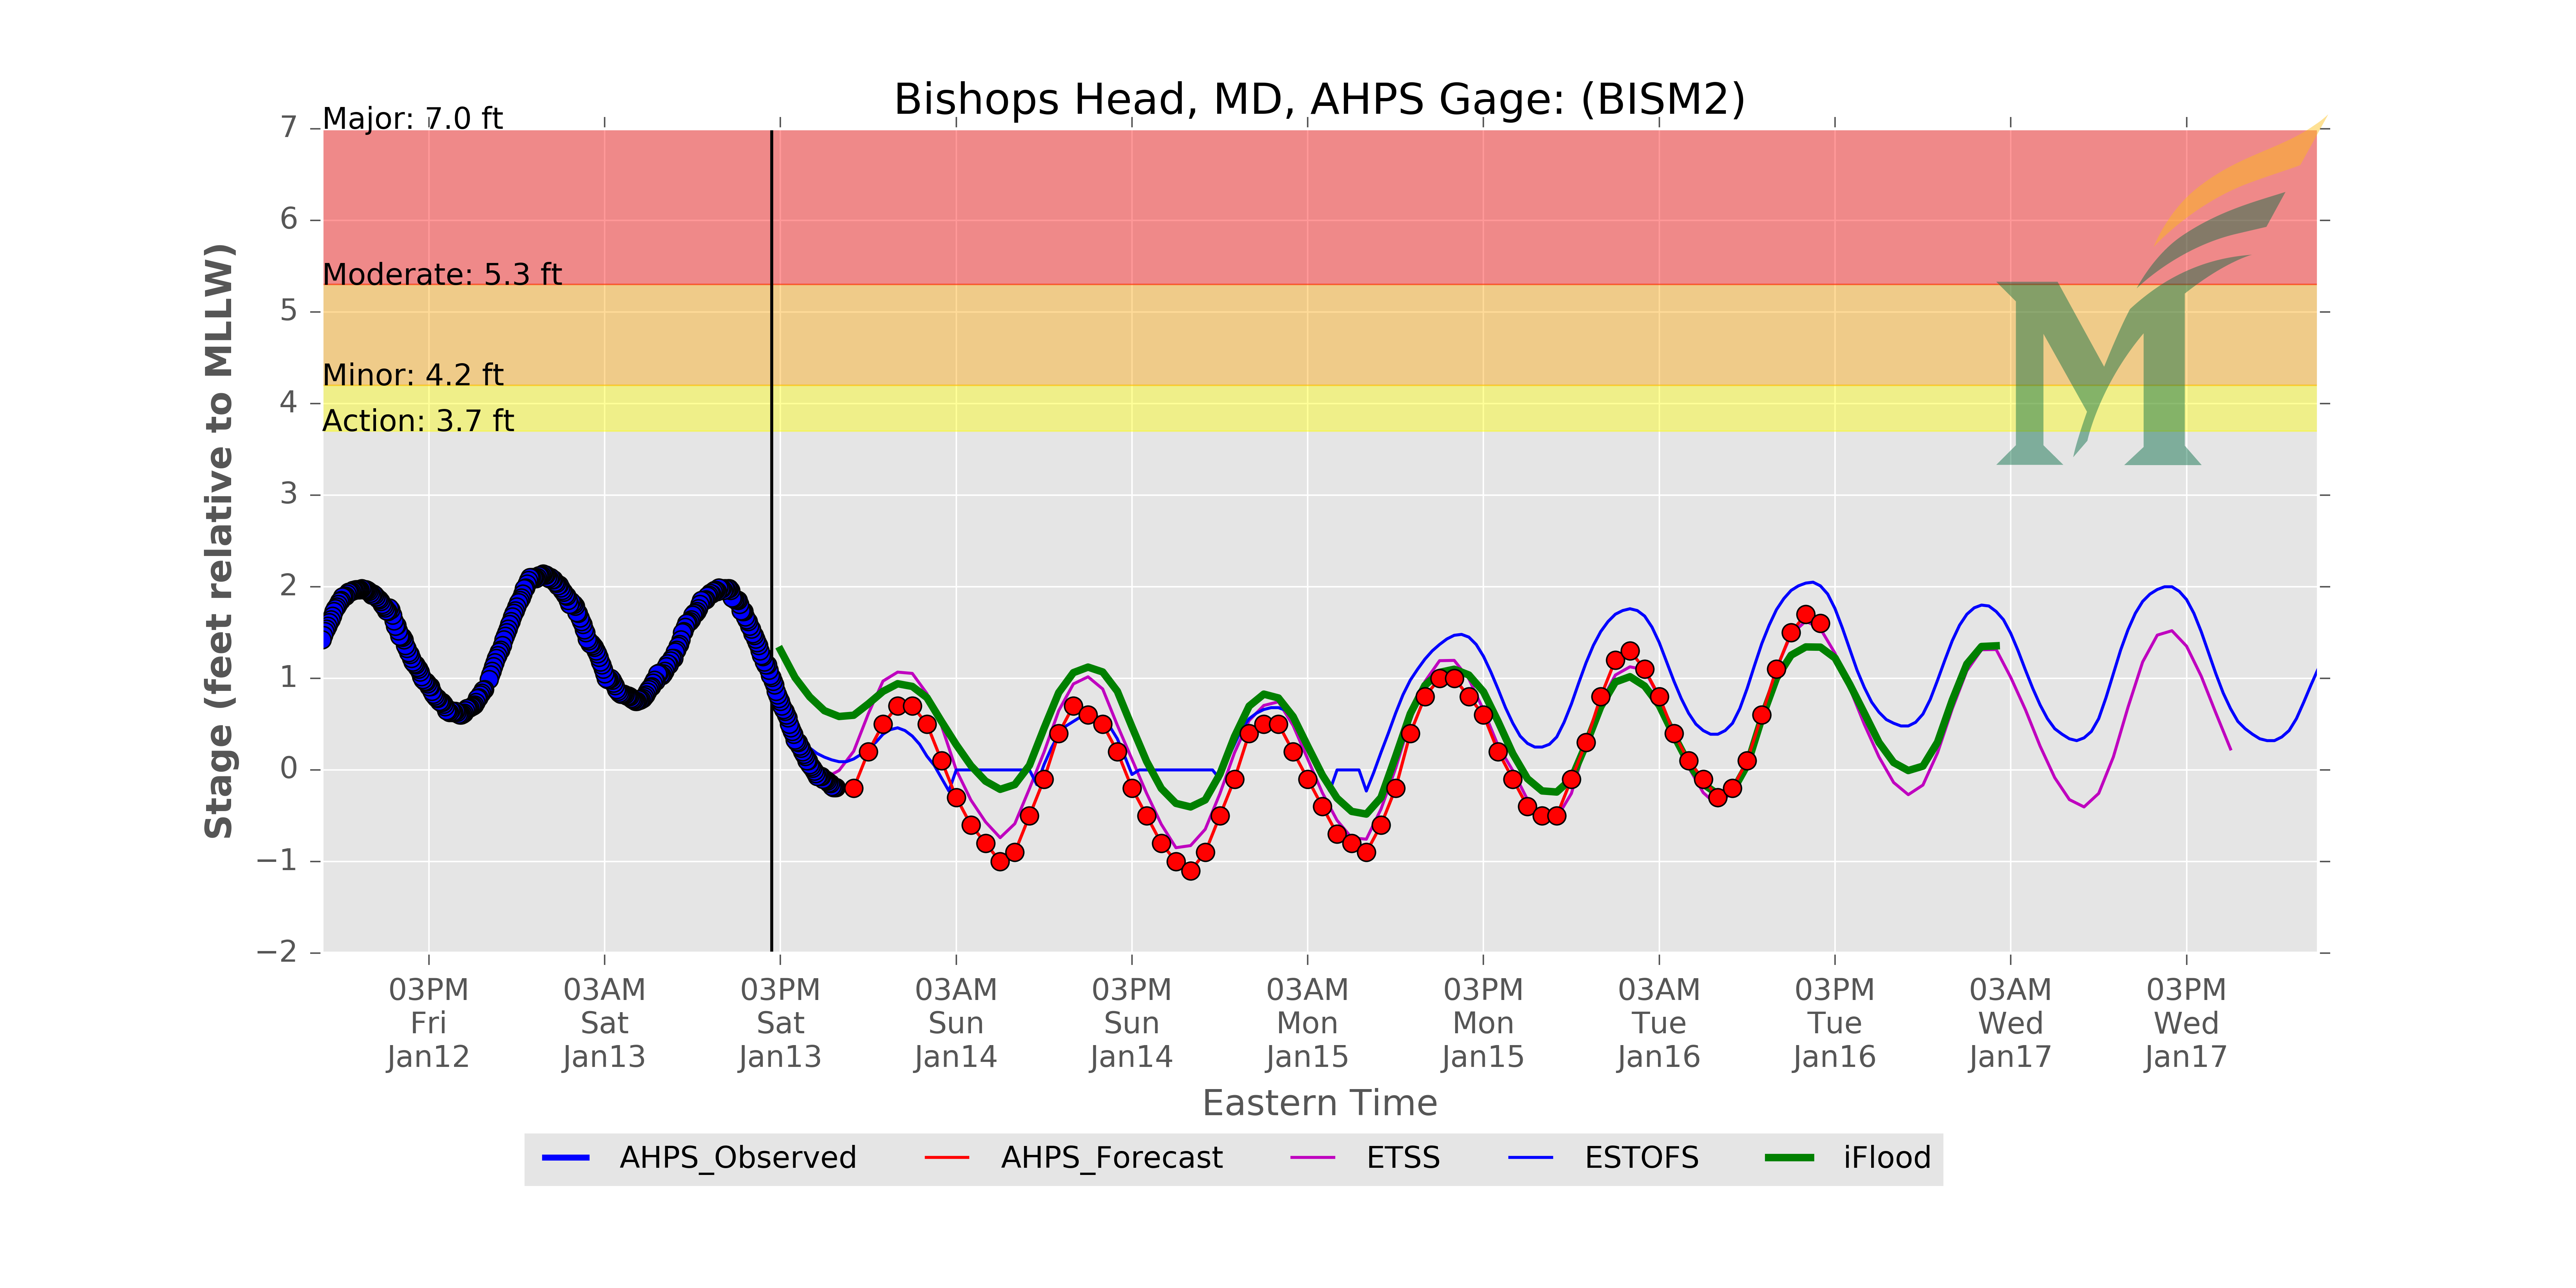 Bishops Head, MD, AHPS Gage: (BISM2)
Major: 7.0 ft
Moderate: 5.3 ft
Minor: 4.2 ft
Action: 3.7 ft
Stage (feet relative to MLLW)
7
6
5
4
3
2
1
0
−1
−2
03PM Fri Jan12
03AM Sat Jan13
03PM Sat Jan13
03AM Sun Jan14
03PM Sun Jan14
03AM Mon Jan15
03PM Mon Jan15
03AM Tue Jan16
03PM Tue Jan16
03AM Wed Jan17
03PM Wed Jan17
Eastern Time
AHPS_Observed AHPS_Forecast ETSS ESTOFS iFlood
M